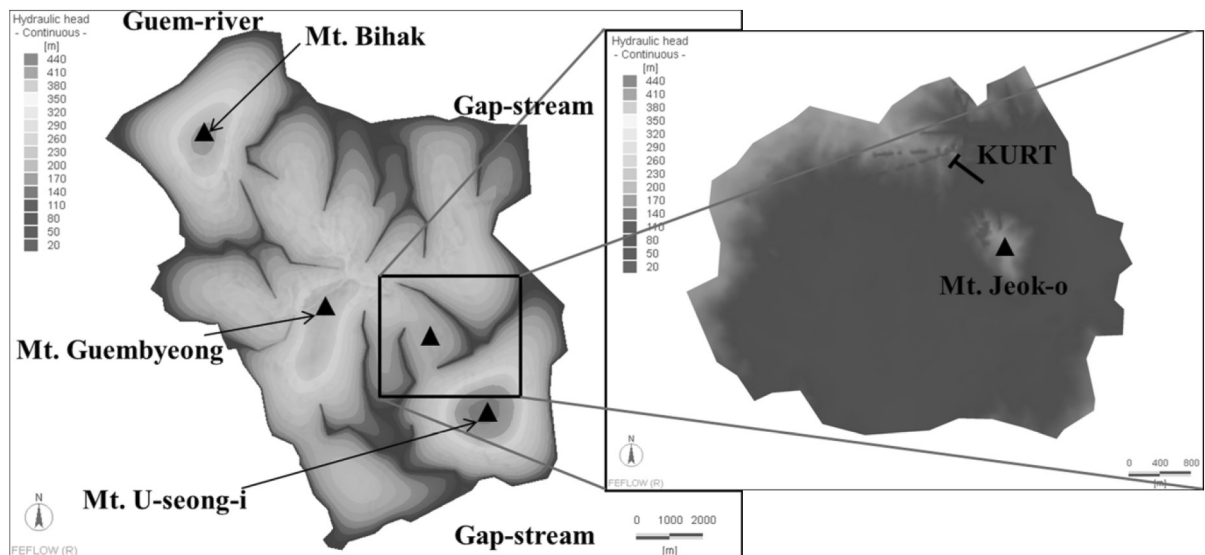 Hydraulic head
- Continuous -
[m]
440
410
380
350
320
290
260
230
200
170
140
110
80
50
20
Guem-river
Mt. Bihak
Gap-stream
Mt. Guembyeong
Mt. U-seong-i
Gap-stream
N
FEFLOW (R)
0 1000 2000
[m]
Hydraulic head
- Continuous -
[m]
440
410
380
350
320
290
260
230
200
170
140
110
80
50
20
KURT
Mt. Jeok-o
N
FEFLOW (R)
0 400 800
[m]